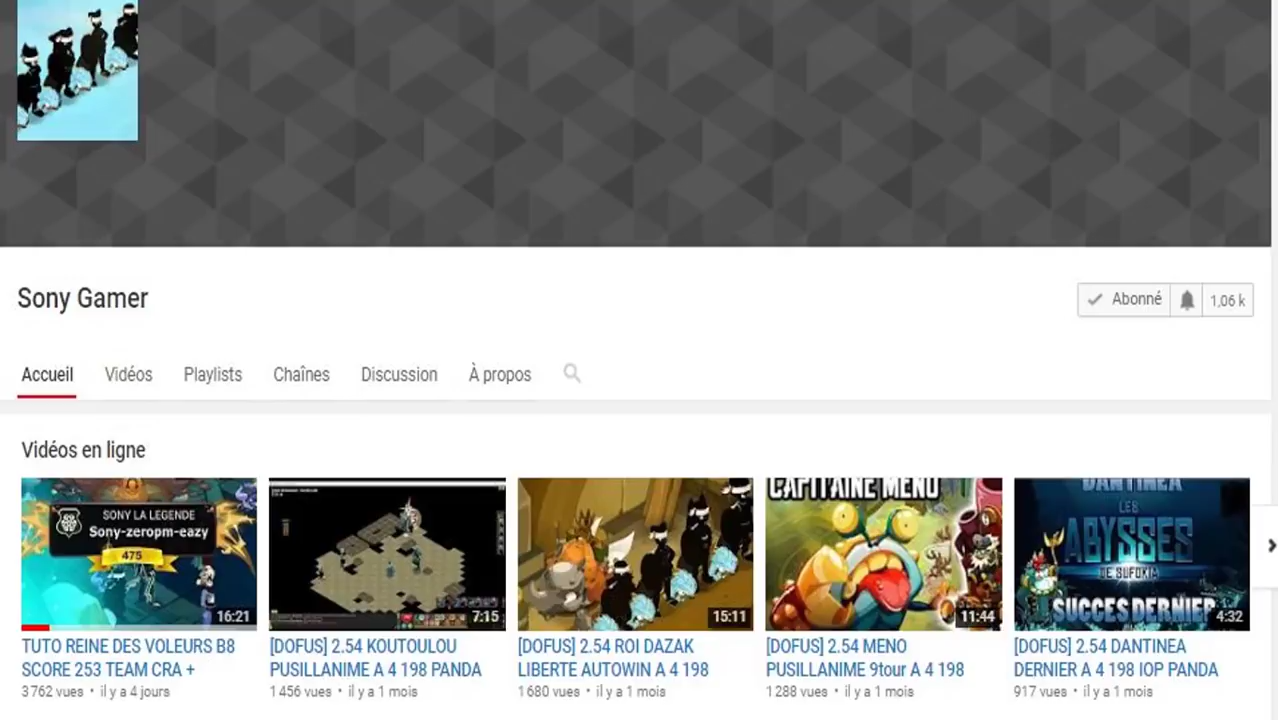 Sony Gamer
Abonné 1,06 k
Accueil Vidéos Playlists Chaînes Discussion À propos
Vidéos en ligne
SONY LA LEGENDE
Sony-zeropm-eazy
475
16:21
7:15
15:11
CAPITAINE MENO
11:44
DANTINEA
LES
ABYSSES
DE SUFOKIA
SUCCES DERNIER
4:32
TUTO REINE DES VOLEURS B8
SCORE 253 TEAM CRA +
3 762 vues • il y a 4 jours
[DOFUS] 2.54 KOUTOULOU
PUSILLANIME A 4 198 PANDA
1 456 vues • il y a 1 mois
[DOFUS] 2.54 ROI DAZAK
LIBERTE AUTOWIN A 4 198
1 680 vues • il y a 1 mois
[DOFUS] 2.54 MENO
PUSILLANIME 9tour A 4 198
1 288 vues • il y a 1 mois
[DOFUS] 2.54 DANTINEA
DERNIER A 4 198 IOP PANDA
917 vues • il y a 1 mois